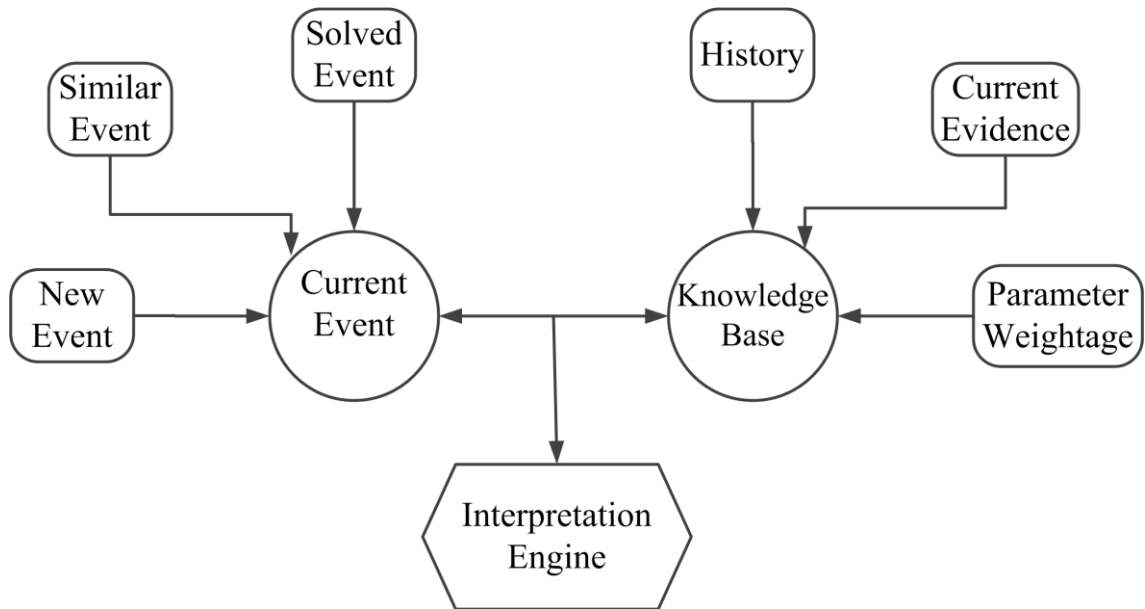 Solved
Event
History
Similar
Event
Current
Evidence
New
Event
Current
Event
Knowledge
Base
Parameter
Weightage
Interpretation
Engine